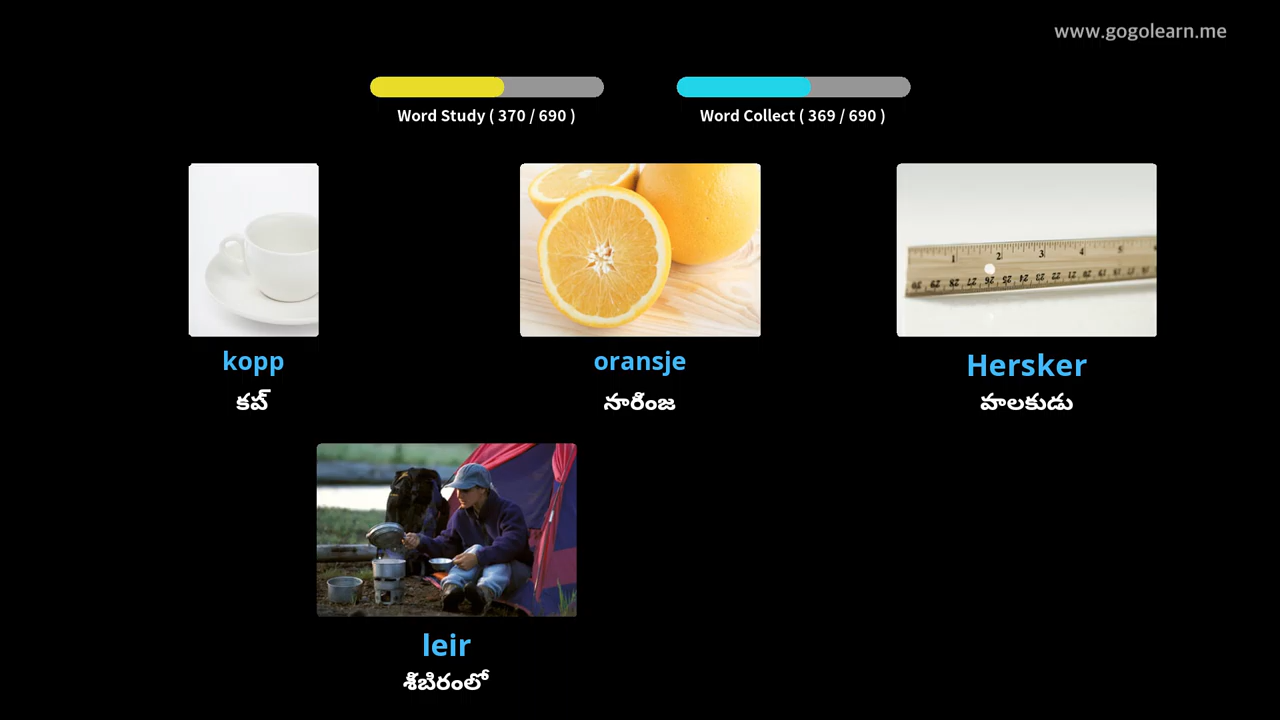 www.gogolearn.me
Word Study ( 370 / 690 )
Word Collect ( 369 / 690 )
kopp
oransje
Hersker
కప్
నారింజ
పాలకుడు
leir
శిబిరంలో